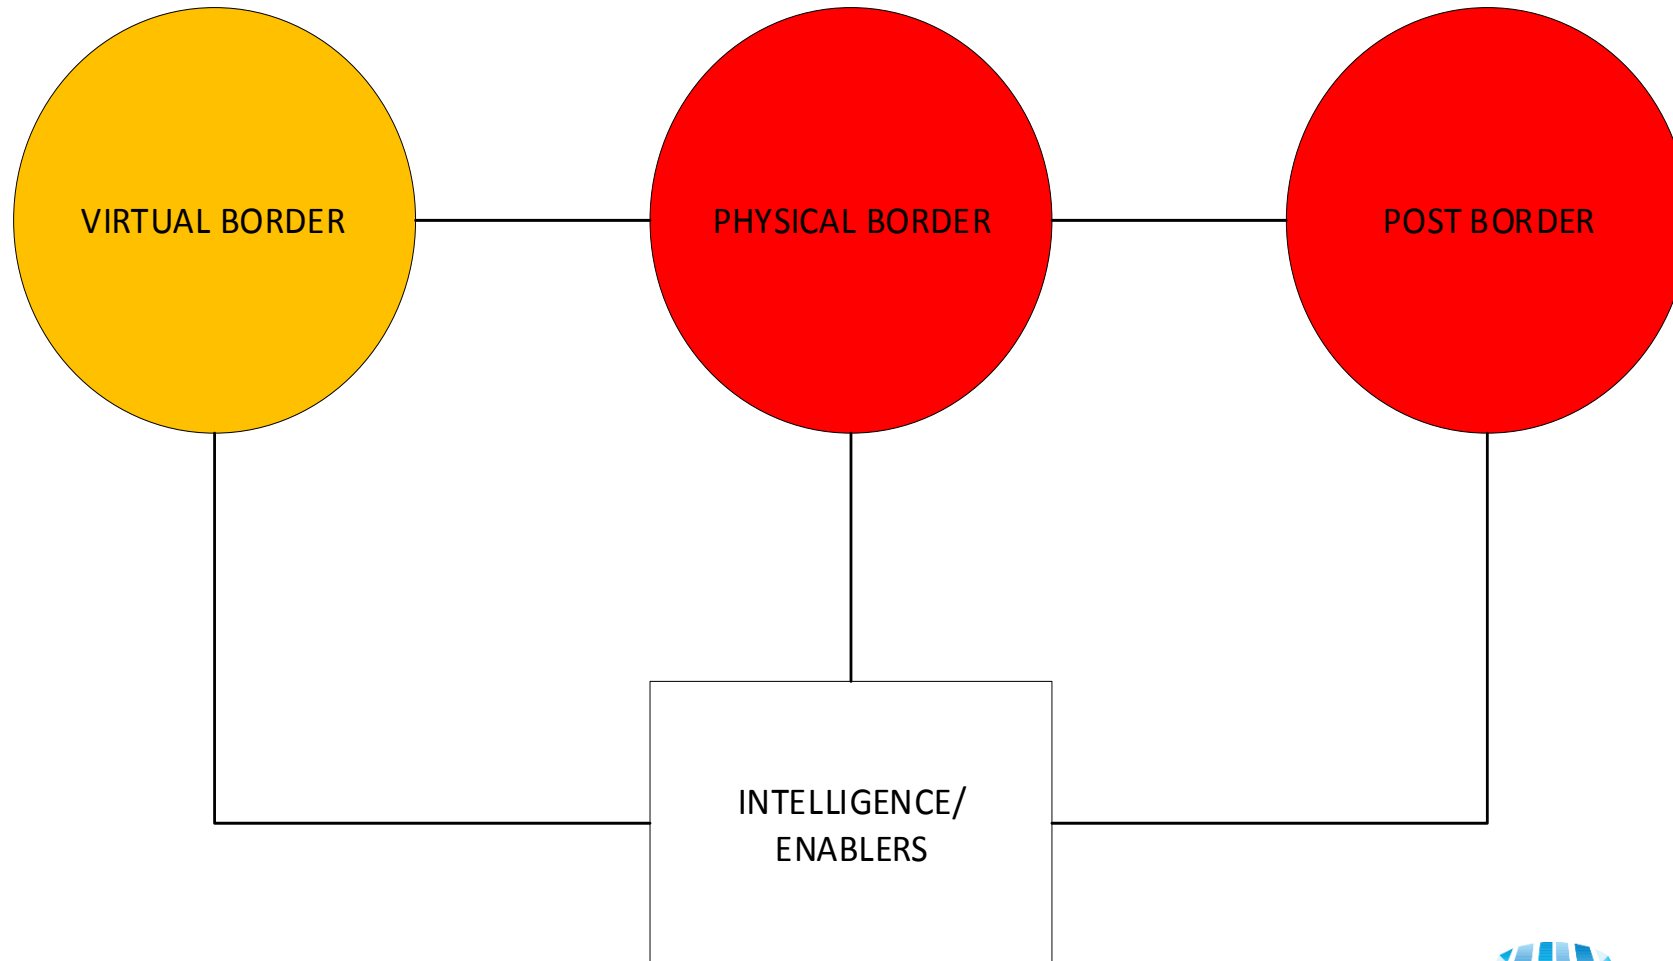 VIRTUAL BORDER
PHYSICAL BORDER
POST BORDER
INTELLIGENCE/
ENABLERS